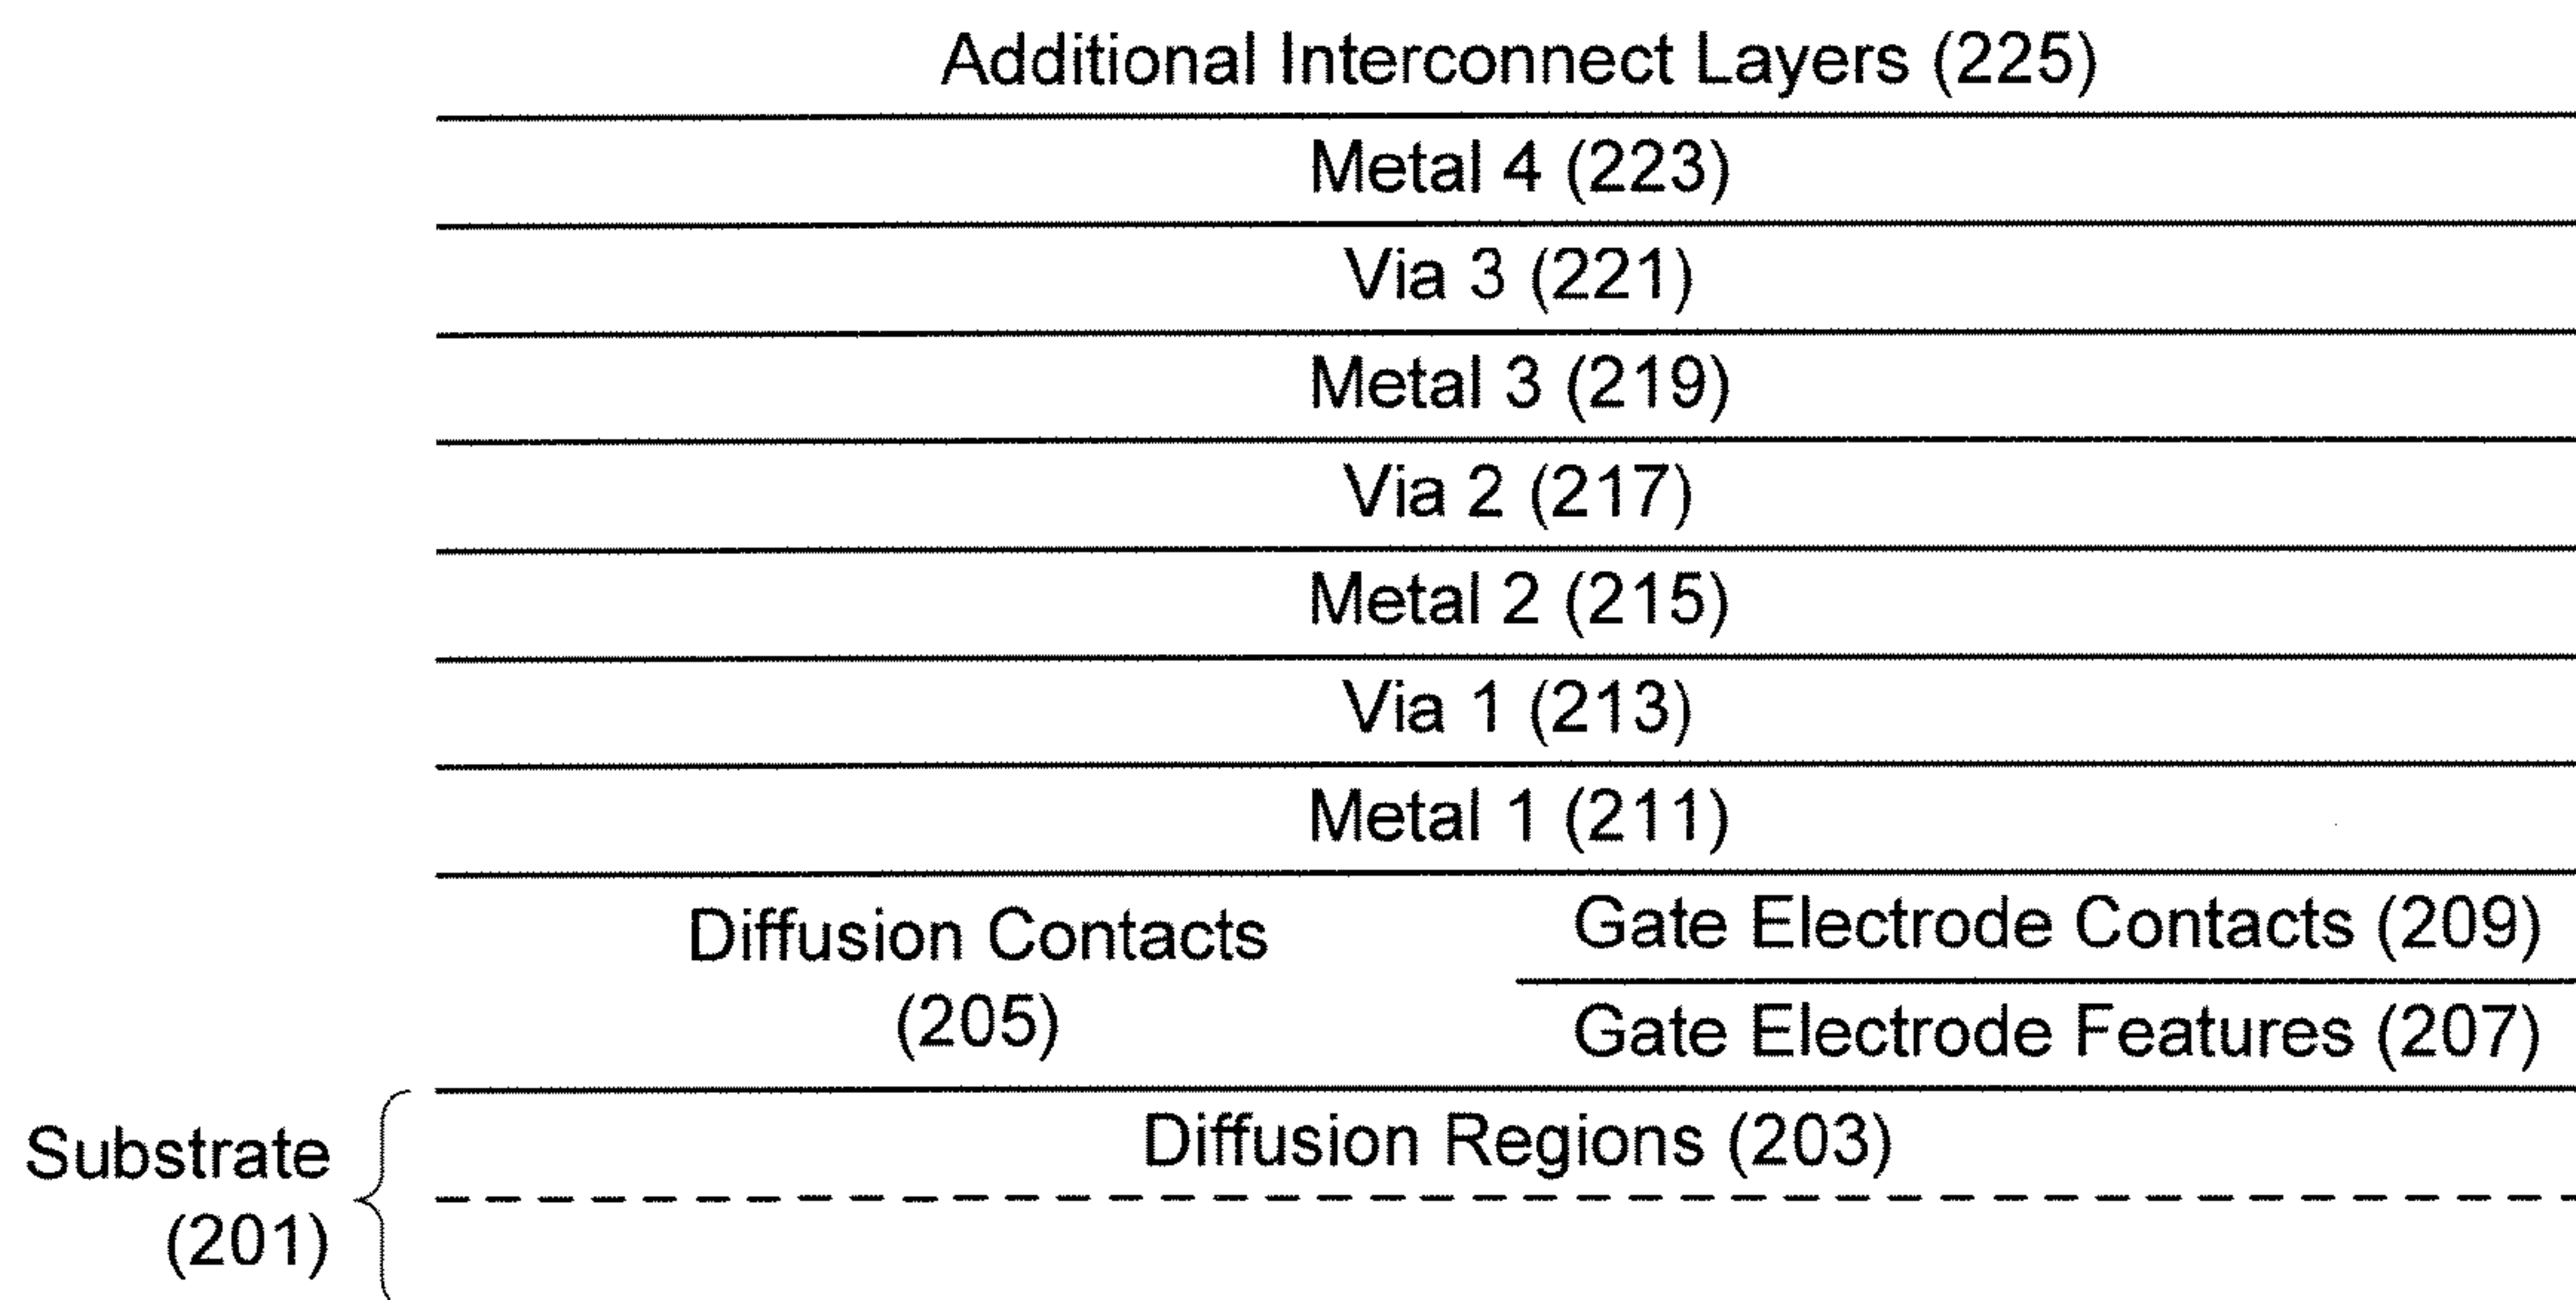 Additional Interconnect Layers (225)
Metal 4 (223)
Via 3 (221)
Metal 3 (219)
Via 2 (217)
Metal 2 (215)
Via 1 (213)
Metal 1 (211)
Diffusion Contacts
(205)
Gate Electrode Contacts (209)
Gate Electrode Features (207)
Substrate
(201)
Diffusion Regions (203)